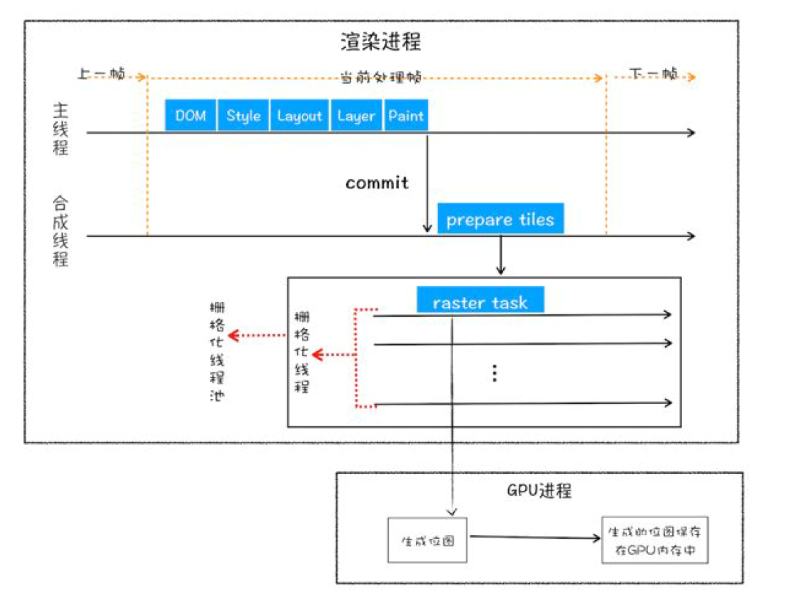 渲染进程
上一帧
当前处理帧
下一帧
主线程
DOM
Style
Layout
Layer
Paint
commit
合成线程
prepare tiles
栅格化线程池
栅格化线程
raster task
⋮
GPU进程
生成位图
生成的位图保存
在GPU内存中